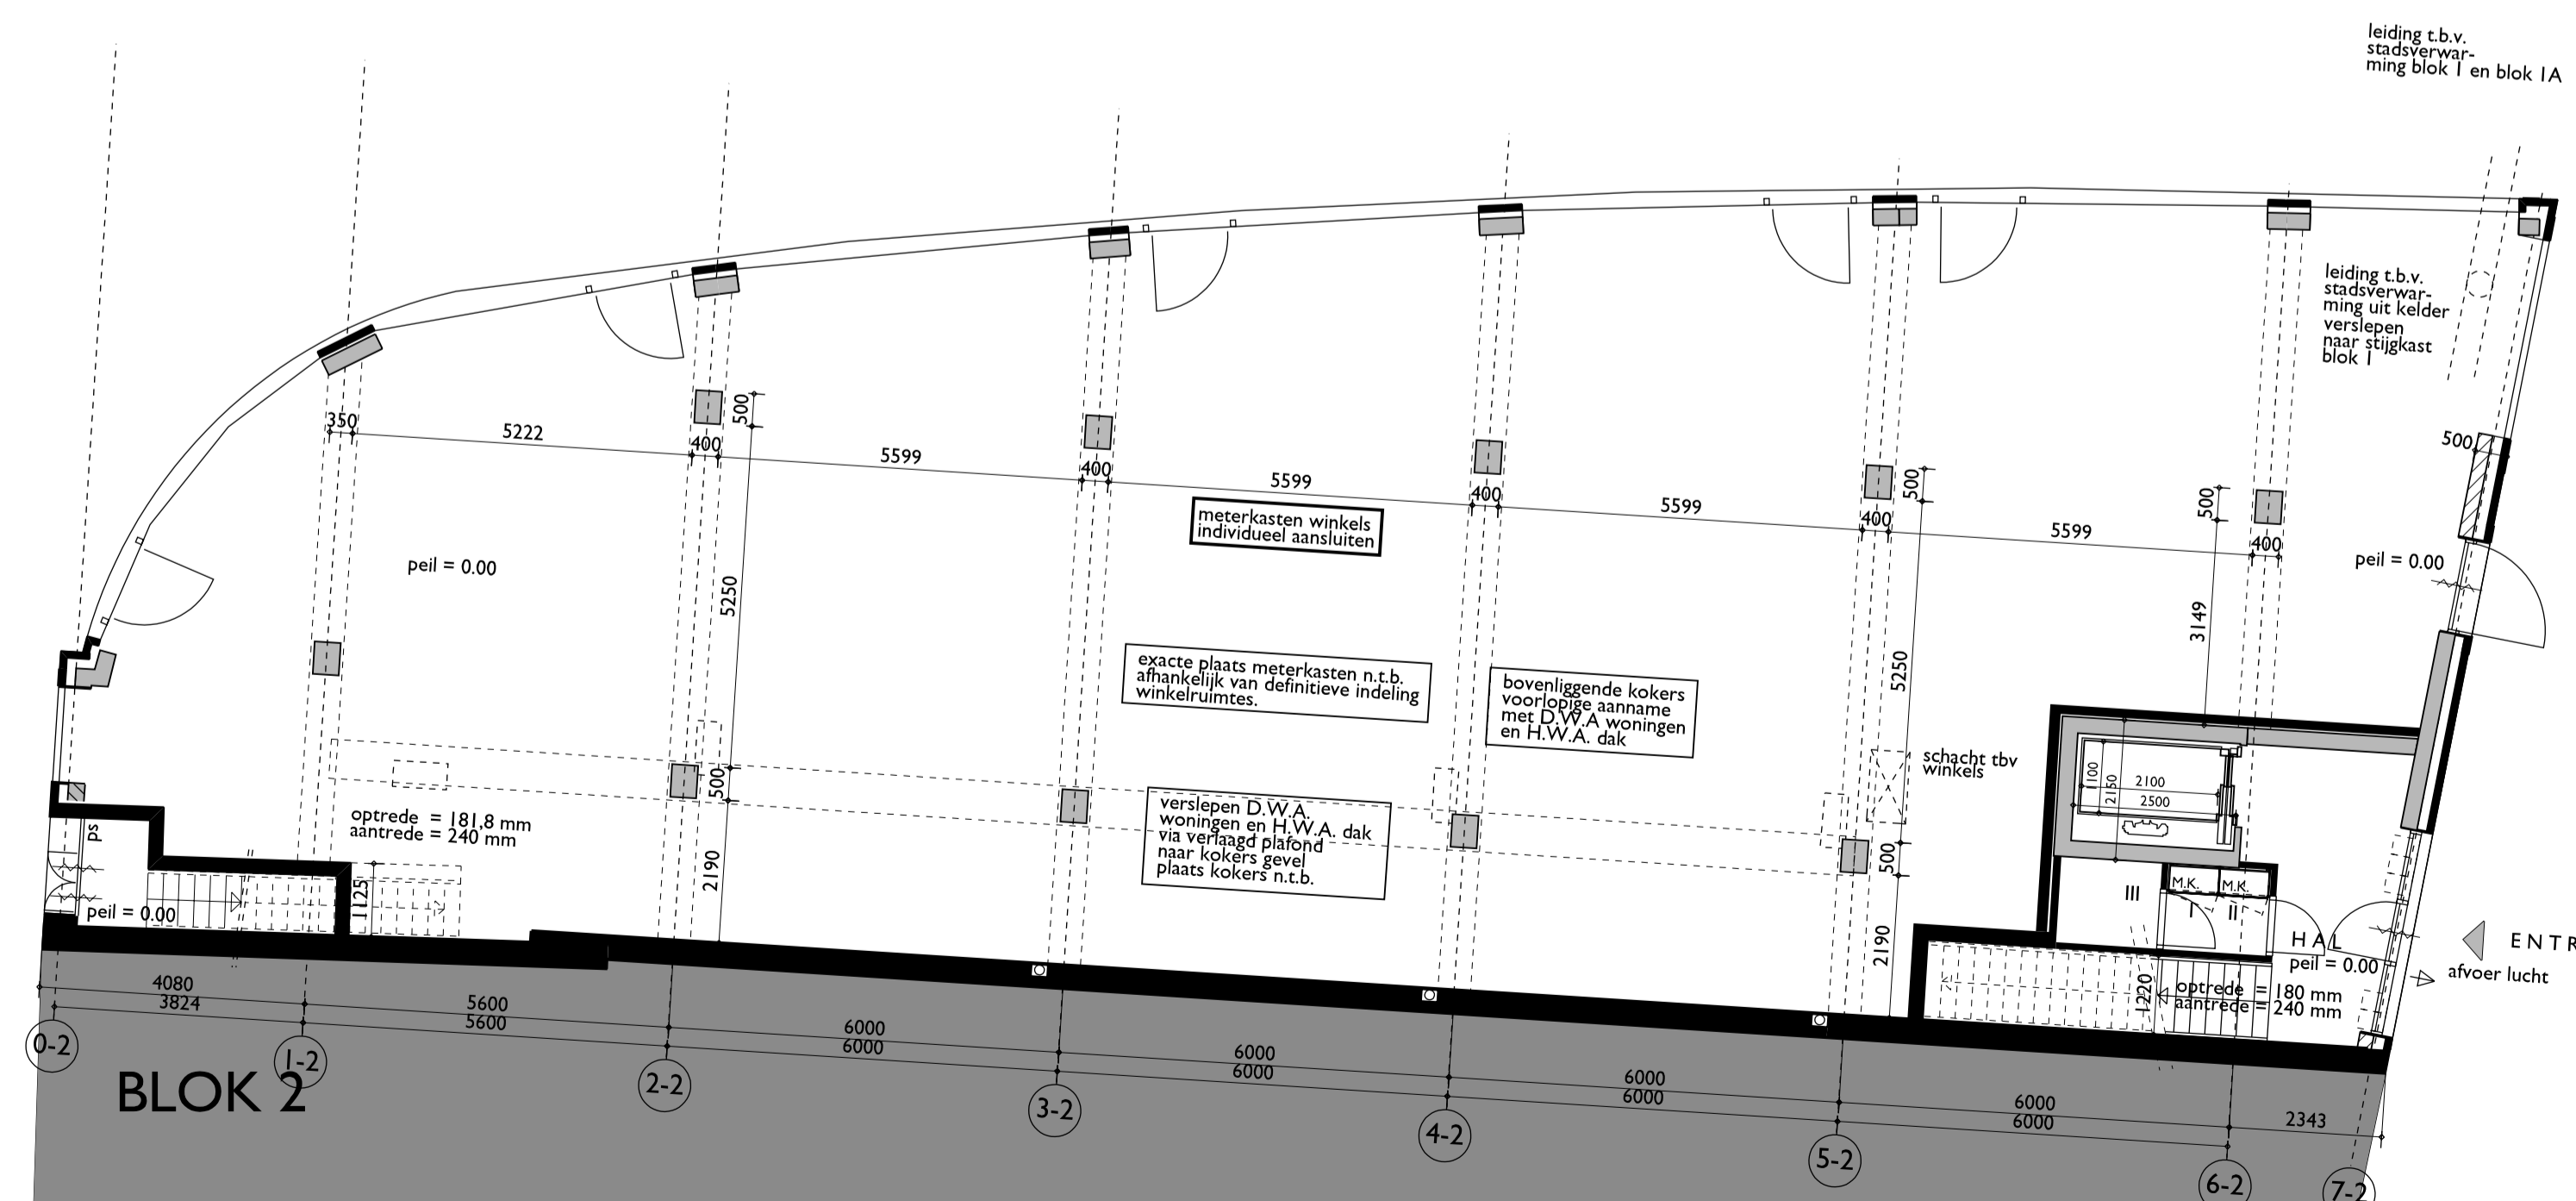 leiding t.b.v.
stadsverwar-
ming blok 1 en blok 1A
leiding t.b.v.
stadsverwar-
ming uit kelder
verslepen
naar stijgkast
blok 1
350
5222
400
500
5599
400
5599
400
5599
400
500
5599
400
500
500
meterkasten winkels
individueel aansluiten
peil = 0.00
peil = 0.00
5250
5250
3149
exacte plaats meterkasten n.t.b.
afhankelijk van definitieve indeling
winkelruimtes.
bovenliggende kokers
voorlopige aanname
met D.W.A woningen
en H.W.A. dak
schacht tbv
winkels
1100
2150
2100
2500
500
500
verslepen D.W.A.
woningen en H.W.A. dak
via verlaagd plafond
naar kokers gevel
plaats kokers n.t.b.
optrede = 181,8 mm
aantrede = 240 mm
ps
2190
2190
1125
peil = 0.00
M.K.
M.K.
III
I
II
HAL
peil = 0.00
ENTR
afvoer lucht
1220
optrede = 180 mm
aantrede = 240 mm
4080
3824
5600
5600
6000
6000
6000
6000
6000
6000
6000
6000
2343
0-2
1-2
2-2
3-2
4-2
5-2
6-2
7-2
BLOK 2